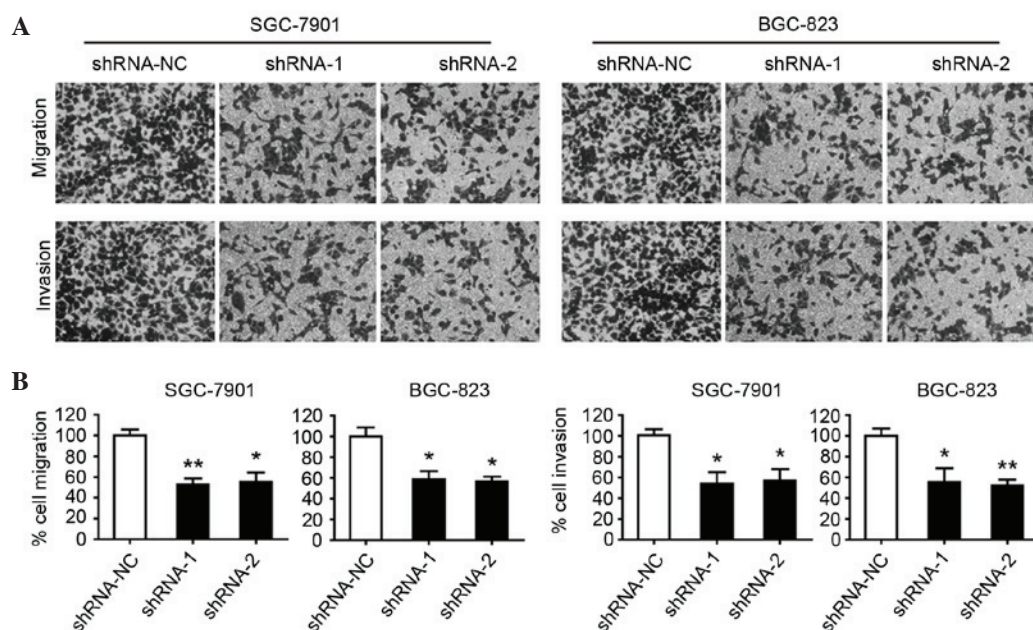 A
SGC-7901 BGC-823
shRNA-NC shRNA-1 shRNA-2 shRNA-NC shRNA-1 shRNA-2
Migration
Invasion
B
SGC-7901 BGC-823 SGC-7901 BGC-823
% cell migration
120
100
80
60
40
20
0
** *
shRNA-NC shRNA-1 shRNA-2
120
100
80
60
40
20
0
* *
shRNA-NC shRNA-1 shRNA-2
% cell invasion
120
100
80
60
40
20
0
* *
shRNA-NC shRNA-1 shRNA-2
120
100
80
60
40
20
0
* **
shRNA-NC shRNA-1 shRNA-2